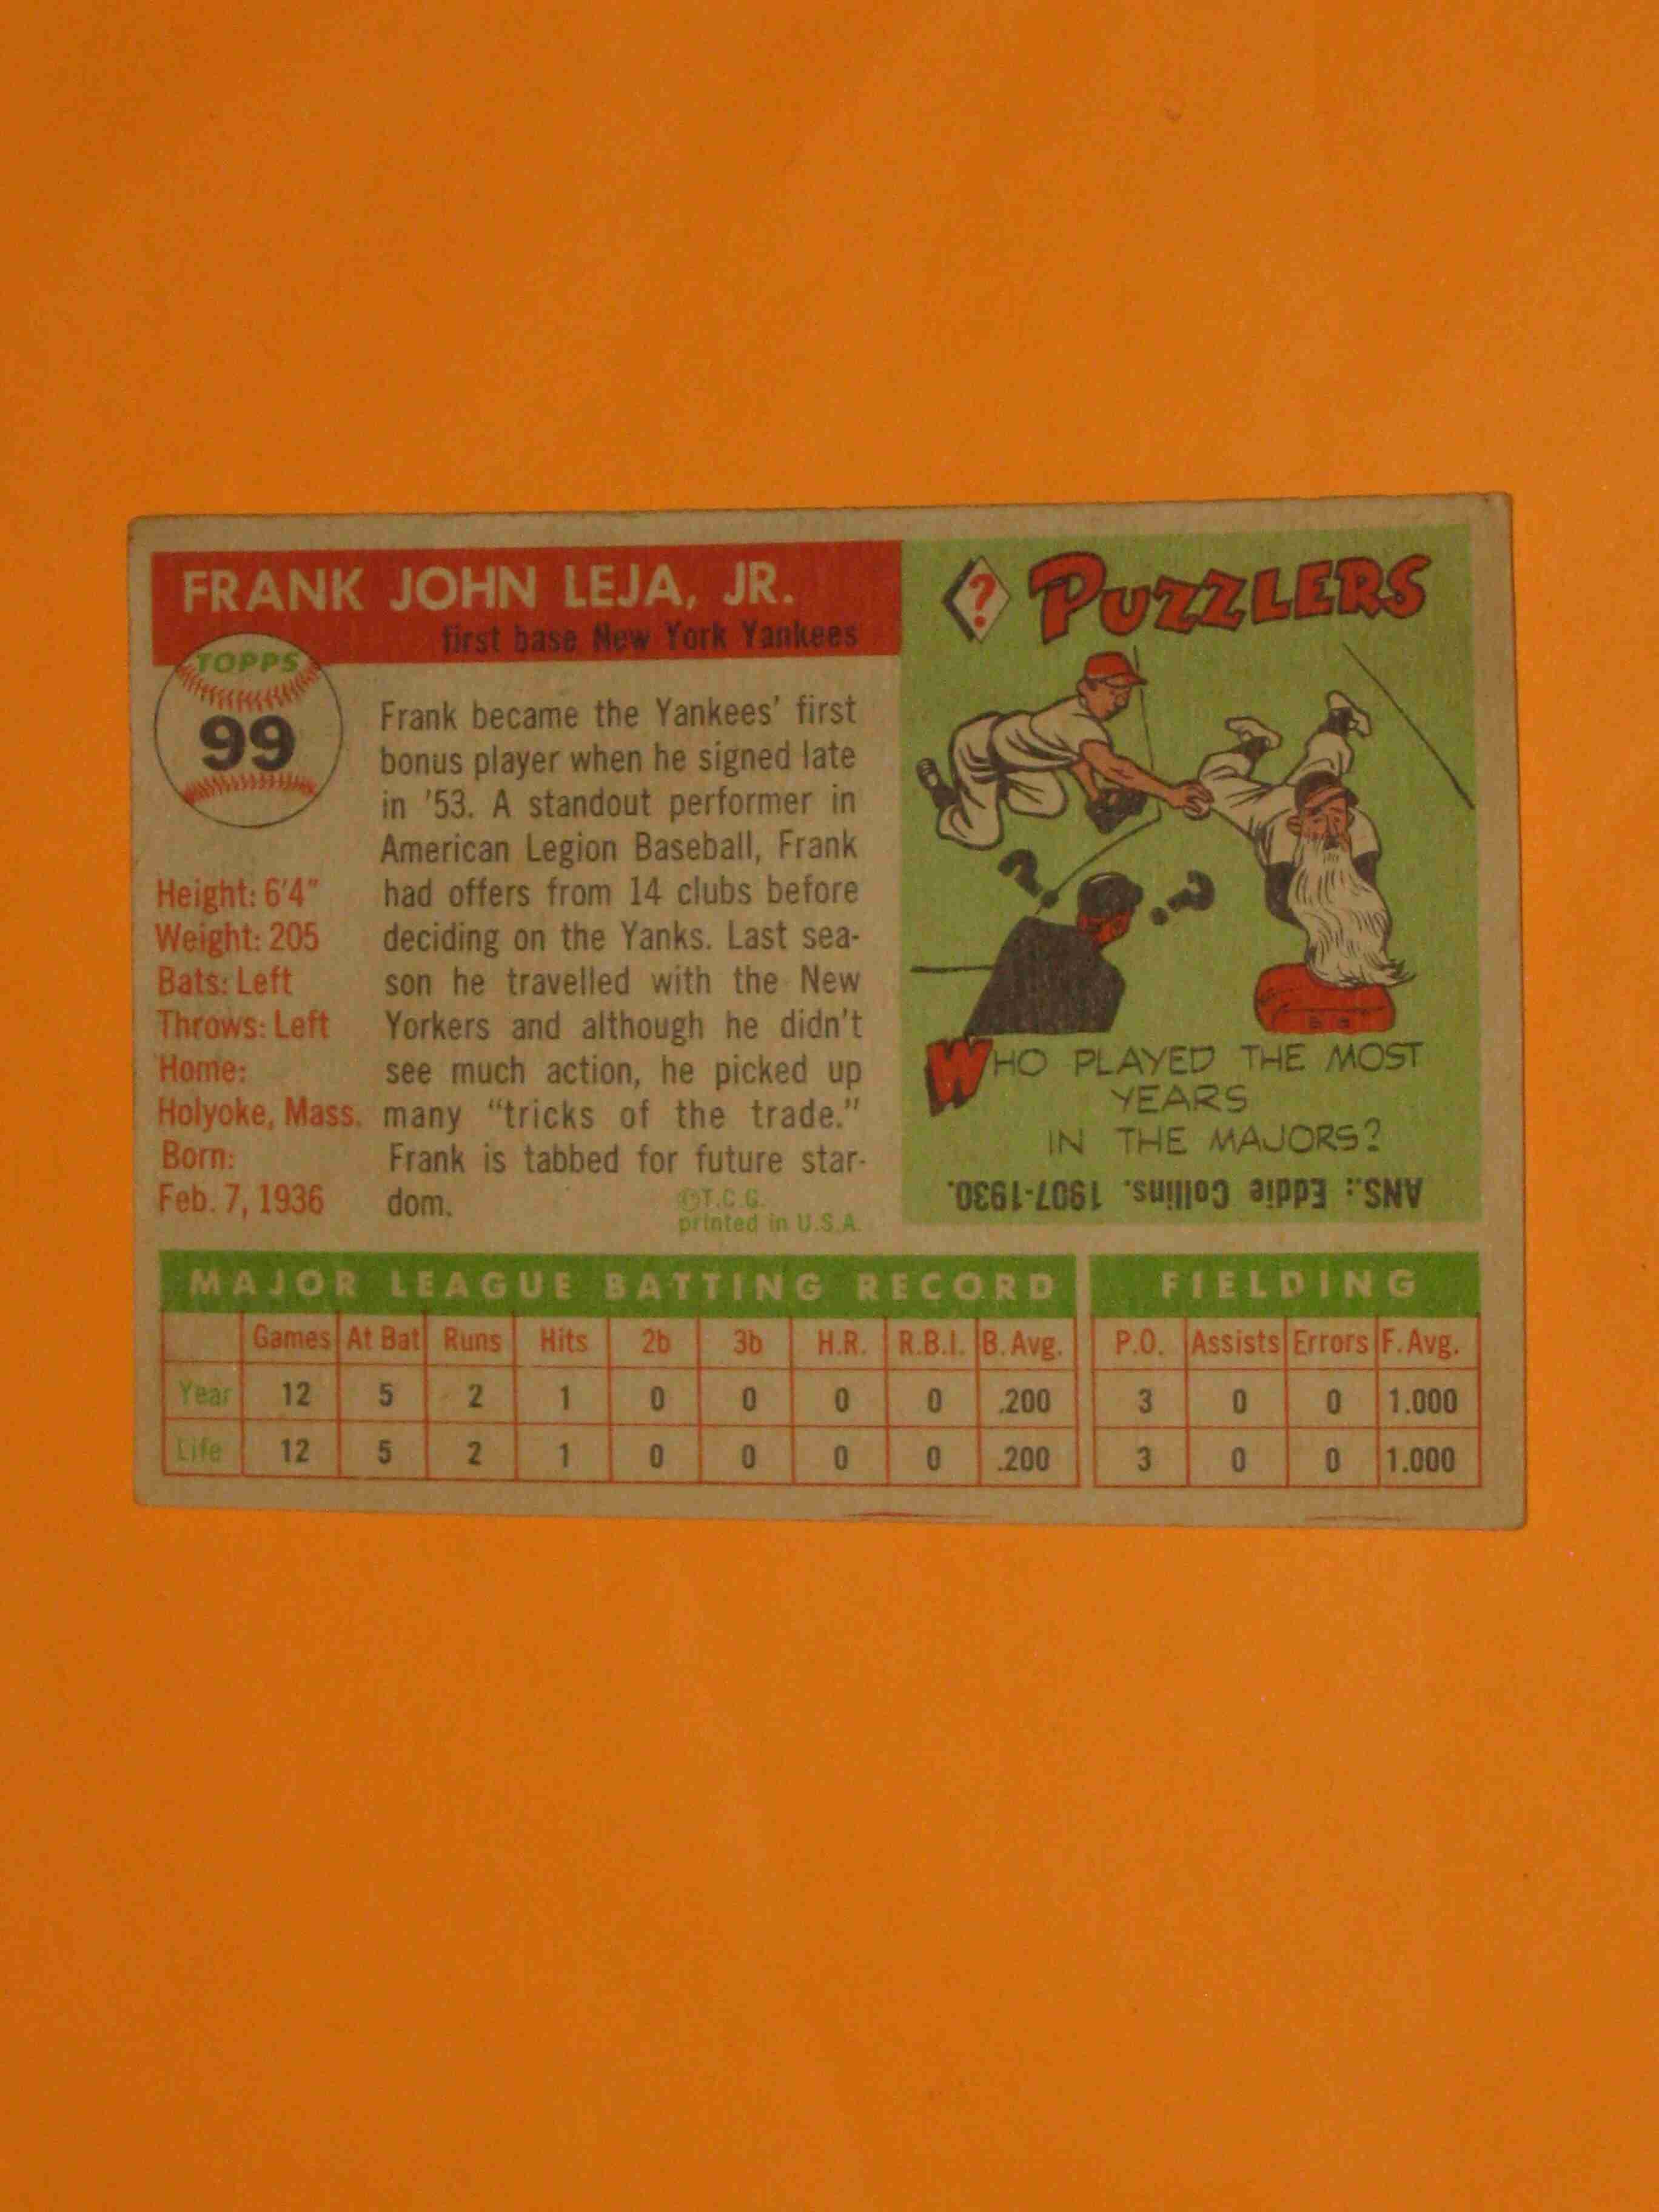 FRANK JOHN LEJA, JR.
first base New York Yankees
TOPPS
99
Frank became the Yankees' first
bonus player when he signed late
in '53. A standout performer in
American Legion Baseball, Frank
had offers from 14 clubs before
deciding on the Yanks. Last sea-
son he travelled with the New
Yorkers and although he didn't
see much action, he picked up
many "tricks of the trade."
Frank is tabbed for future star-
dom.
©T.C.G.
printed in U.S.A.
Height: 6'4"
Weight: 205
Bats: Left
Throws: Left
Home:
Holyoke, Mass.
Born:
Feb. 7, 1936
? PUZZLERS
? ?
WHO PLAYED THE MOST
YEARS
IN THE MAJORS?
ANS.: Eddie Collins. 1907-1930.
MAJOR LEAGUE BATTING RECORD FIELDING
Games At Bat Runs Hits 2b 3b H.R. R.B.I. B. Avg. P.O. Assists Errors F. Avg.
Year 12 5 2 1 0 0 0 0 .200 3 0 0 1.000
Life 12 5 2 1 0 0 0 0 .200 3 0 0 1.000